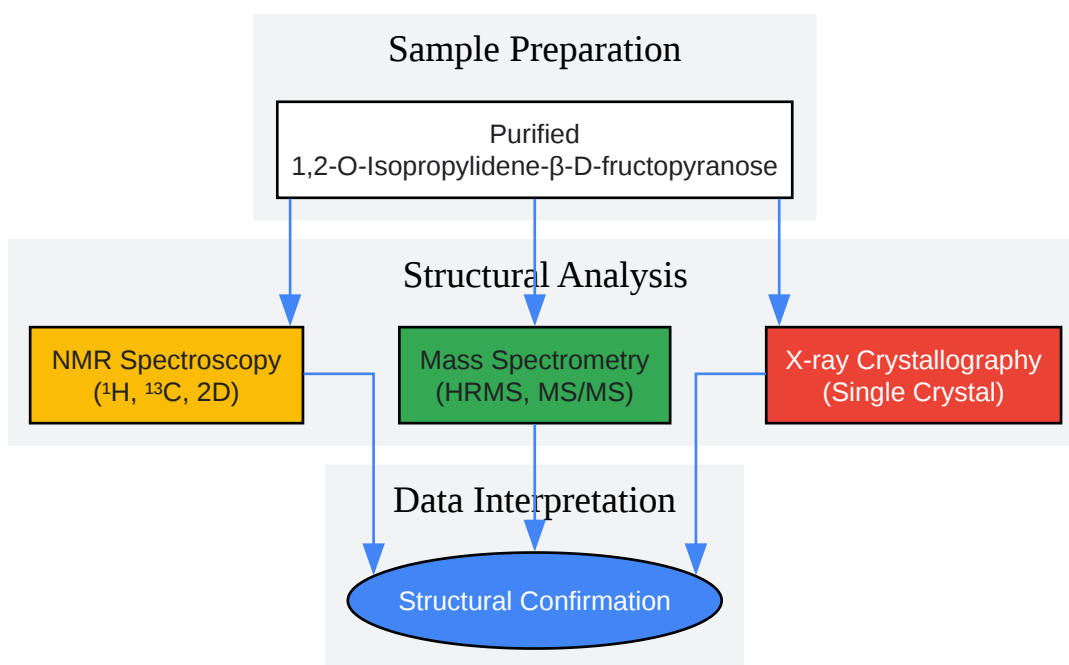 Sample Preparation
Purified
1,2-O-Isopropylidene-β-D-fructopyranose
Structural Analysis
NMR Spectroscopy
(¹H, ¹³C, 2D)
Mass Spectrometry
(HRMS, MS/MS)
X-ray Crystallography
(Single Crystal)
Data Interpretation
Structural Confirmation